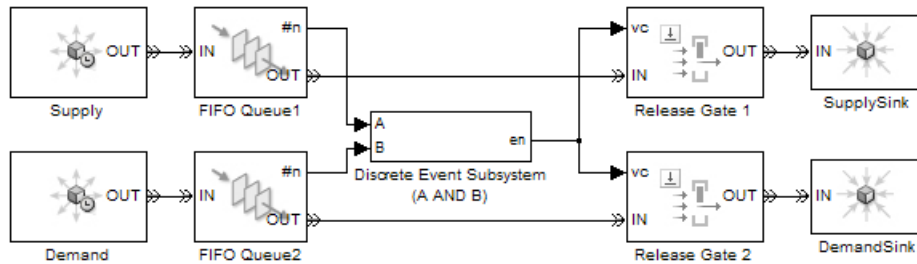 OUT
Supply
IN
#n
OUT
FIFO Queue1
vc
IN
OUT
Release Gate 1
IN
SupplySink
A
B
en
Discrete Event Subsystem
(A AND B)
OUT
Demand
IN
#n
OUT
FIFO Queue2
vc
IN
OUT
Release Gate 2
IN
DemandSink